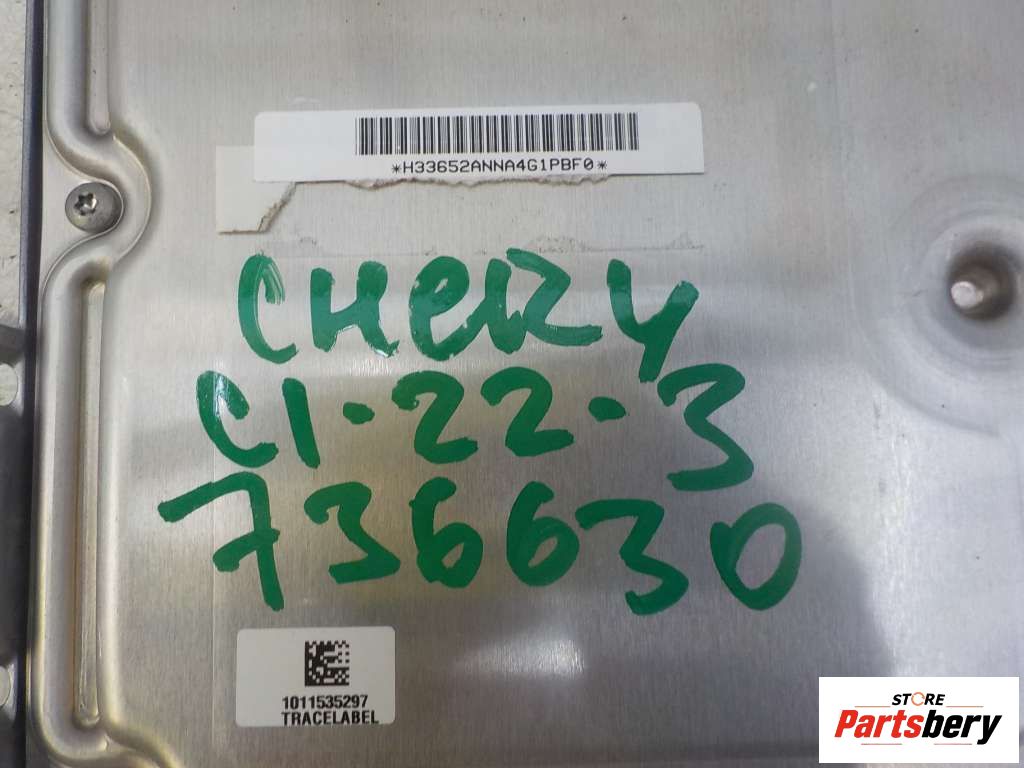 *H33652ANNA4G1PBF0*
CHERY
C1-22-3
736630
1011535297
TRACELABEL
STORE
Partsbery